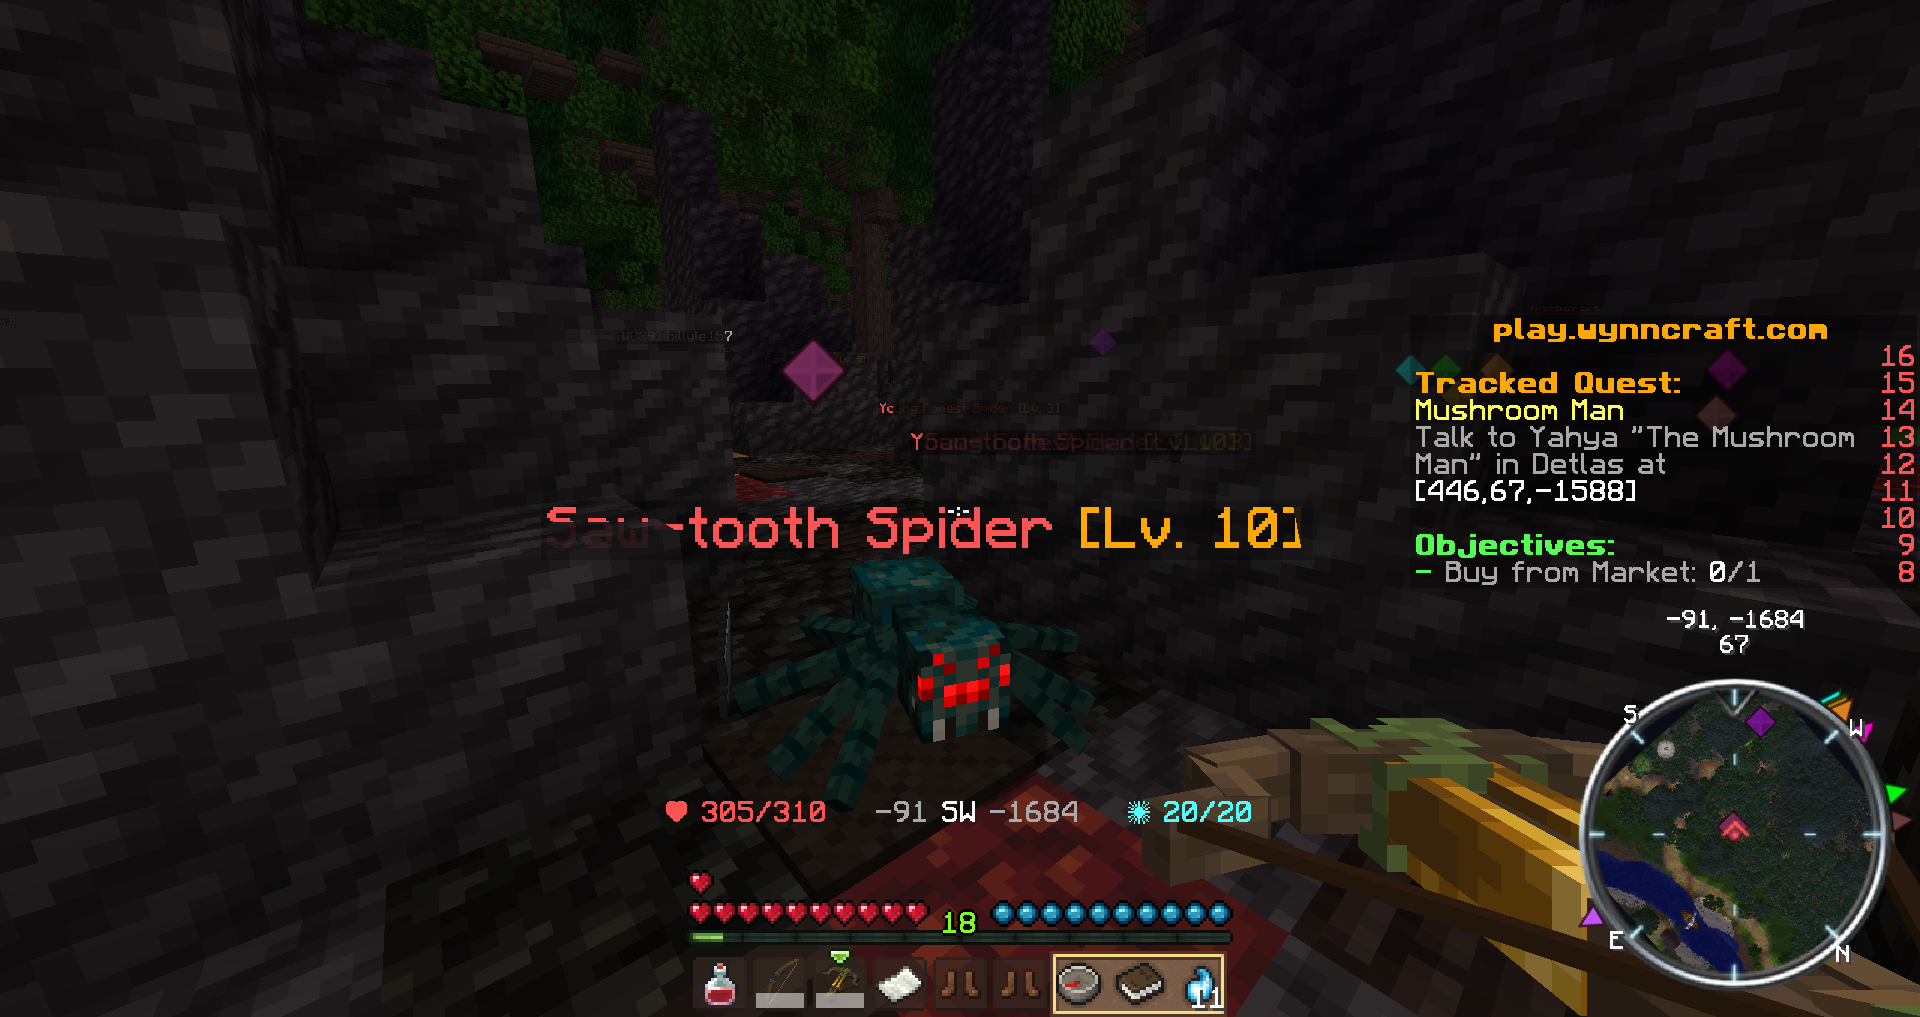 play.wynncraft.com
16
Tracked Quest:
15
Mushroom Man
14
Talk to Yahya "The Mushroom
13
Man" in Detlas at
12
[446,67,-1588]
11
10
Objectives:
9
- Buy from Market: 0/1
8
Saw-tooth Spider [Lv. 10]
-91, -1684
67
S
W
E
N
305/310
-91 SW -1684
20/20
18
11